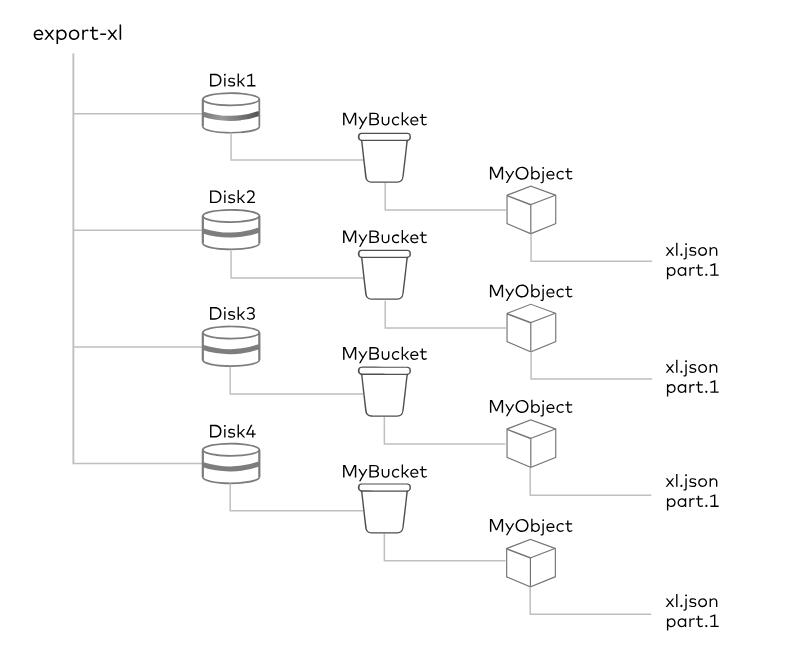 export-xl
Disk1
MyBucket
MyObject
xl.json
part.1
Disk2
MyBucket
MyObject
xl.json
part.1
Disk3
MyBucket
MyObject
xl.json
part.1
Disk4
MyBucket
MyObject
xl.json
part.1